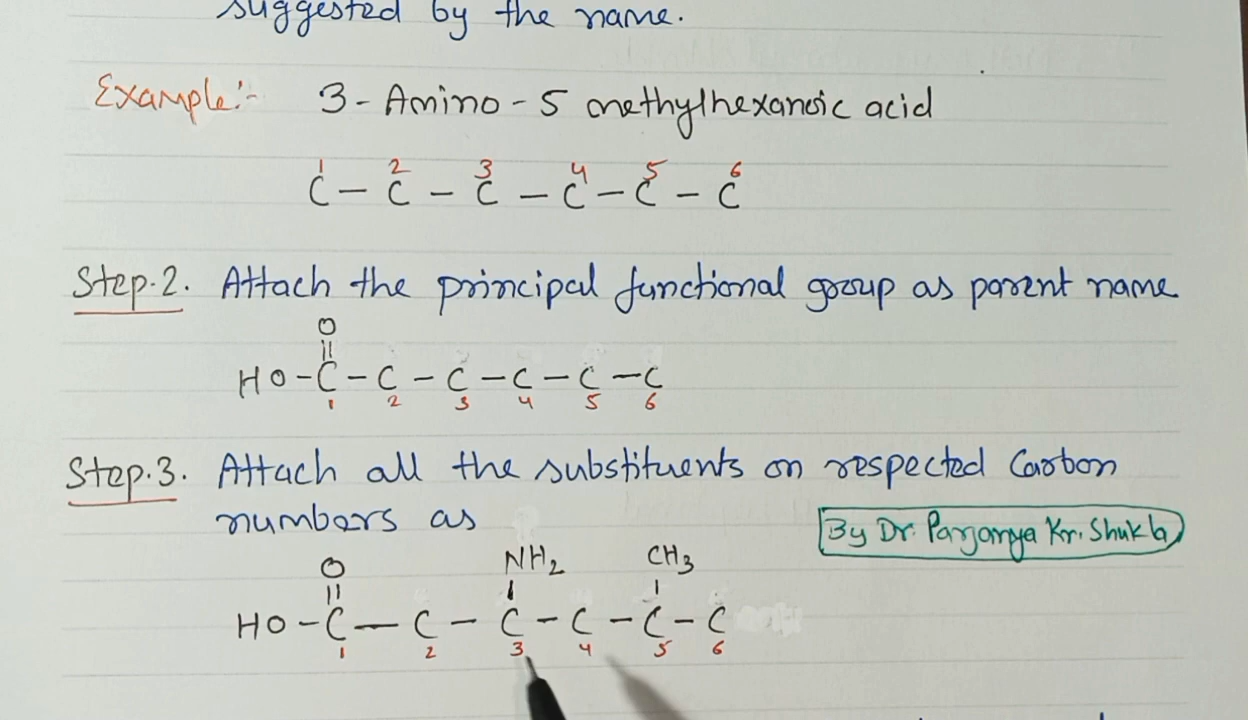 suggested by the name.
Example:- 3-Amino-5 methylhexanoic acid
1 2 3 4 5 6
C - C - C - C - C - C
Step.2. Attach the principal functional group as parent name
O
||
HO-C-C-C-C-C-C
1 2 3 4 5 6
Step.3. Attach all the substituents on respected Carbon
numbers as
By Dr. Parjanya Kr. Shukla
O NH2 CH3
|| | |
HO-C-C-C-C-C-C
1 2 3 4 5 6